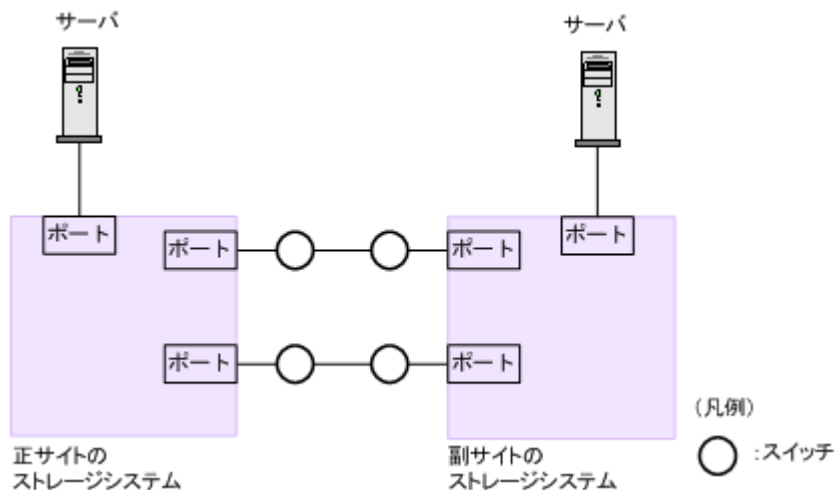 サーバ
サーバ
ポート
ポート
ポート
ポート
ポート
ポート
正サイトの
ストレージシステム
副サイトの
ストレージシステム
(凡例)
:スイッチ